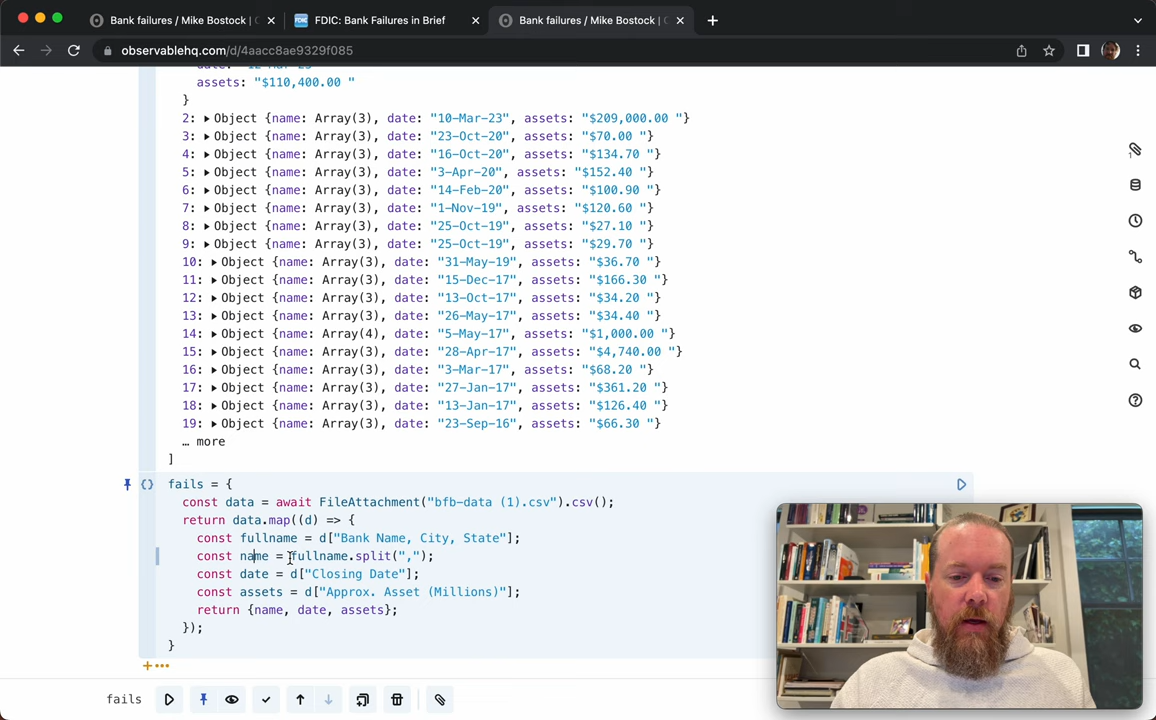 Bank failures / Mike Bostock | 
FDIC: Bank Failures in Brief
Bank failures / Mike Bostock | 
observablehq.com/d/4aacc8ae9329f085
assets: "$110,400.00 "
}
2: ▸Object {name: Array(3), date: "10-Mar-23", assets: "$209,000.00 "}
3: ▸Object {name: Array(3), date: "23-Oct-20", assets: "$70.00 "}
4: ▸Object {name: Array(3), date: "16-Oct-20", assets: "$134.70 "}
5: ▸Object {name: Array(3), date: "3-Apr-20", assets: "$152.40 "}
6: ▸Object {name: Array(3), date: "14-Feb-20", assets: "$100.90 "}
7: ▸Object {name: Array(3), date: "1-Nov-19", assets: "$120.60 "}
8: ▸Object {name: Array(3), date: "25-Oct-19", assets: "$27.10 "}
9: ▸Object {name: Array(3), date: "25-Oct-19", assets: "$29.70 "}
10: ▸Object {name: Array(3), date: "31-May-19", assets: "$36.70 "}
11: ▸Object {name: Array(3), date: "15-Dec-17", assets: "$166.30 "}
12: ▸Object {name: Array(3), date: "13-Oct-17", assets: "$34.20 "}
13: ▸Object {name: Array(3), date: "26-May-17", assets: "$34.40 "}
14: ▸Object {name: Array(4), date: "5-May-17", assets: "$1,000.00 "}
15: ▸Object {name: Array(3), date: "28-Apr-17", assets: "$4,740.00 "}
16: ▸Object {name: Array(3), date: "3-Mar-17", assets: "$68.20 "}
17: ▸Object {name: Array(3), date: "27-Jan-17", assets: "$361.20 "}
18: ▸Object {name: Array(3), date: "13-Jan-17", assets: "$126.40 "}
19: ▸Object {name: Array(3), date: "23-Sep-16", assets: "$66.30 "}
… more
]
fails = {
const data = await FileAttachment("bfb-data (1).csv").csv();
return data.map((d) => {
const fullname = d["Bank Name, City, State"];
const name = fullname.split(",");
const date = d["Closing Date"];
const assets = d["Approx. Asset (Millions)"];
return {name, date, assets};
});
}
fails